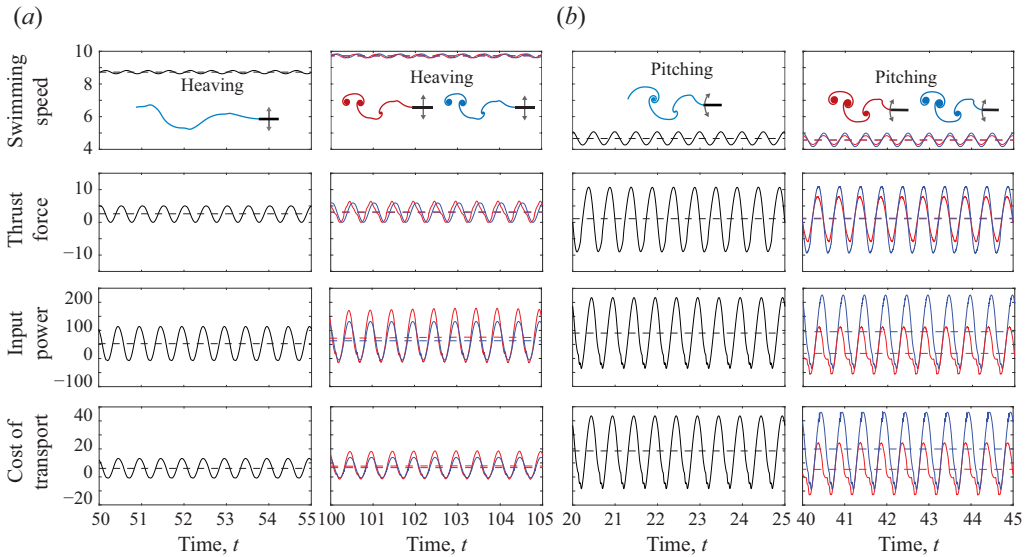 (a)
(b)
Swimming speed
10
8
6
4
Heaving
Heaving
Pitching
Pitching
Thrust force
10
0
−10
Input power
200
100
0
−100
Cost of transport
40
20
0
−20
50 51 52 53 54 55
100 101 102 103 104 105
20 21 22 23 24 25
40 41 42 43 44 45
Time, t
Time, t
Time, t
Time, t